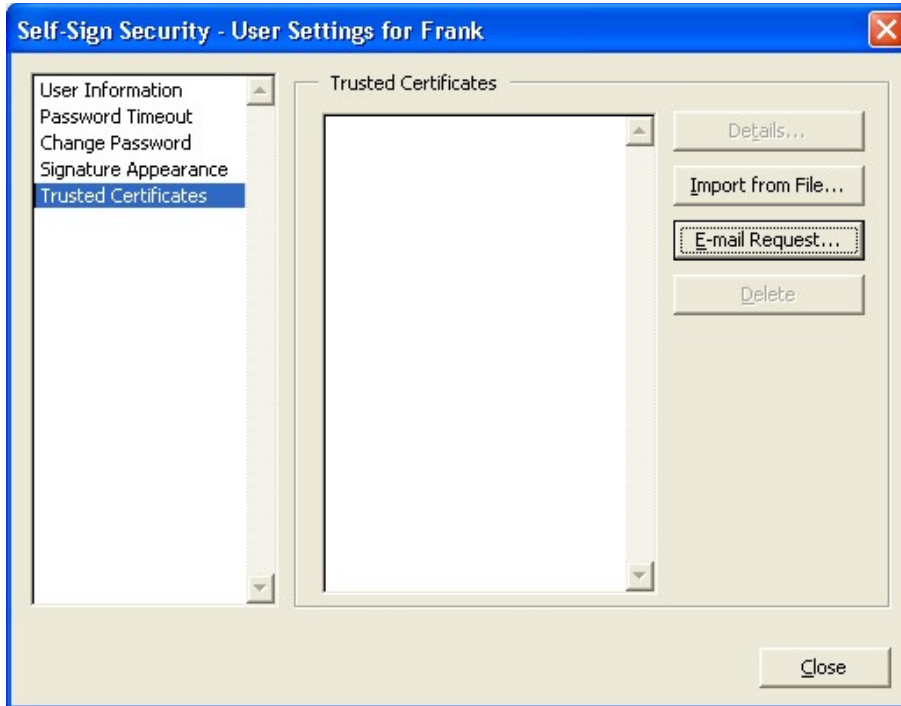 Self-Sign Security - User Settings for Frank
User Information
Password Timeout
Change Password
Signature Appearance
Trusted Certificates
Trusted Certificates
Details...
Import from File...
E-mail Request...
Delete
Close